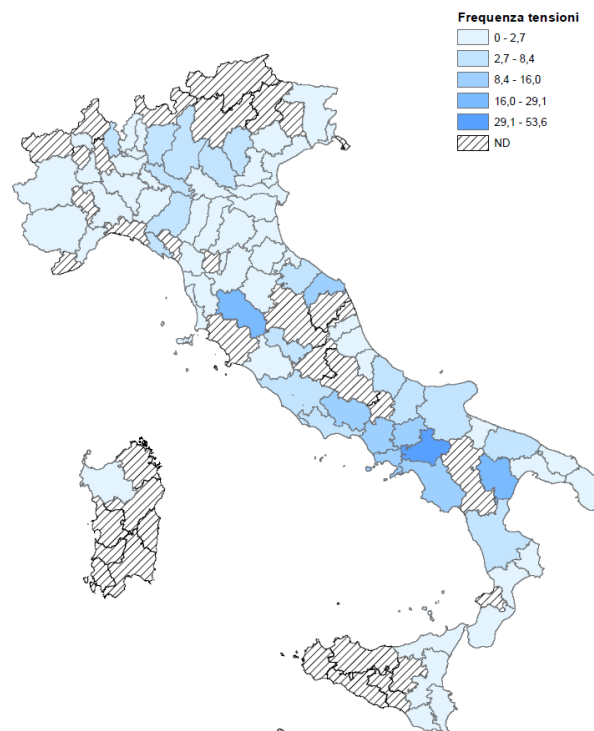 Frequenza tensioni
0 - 2,7
2,7 - 8,4
8,4 - 16,0
16,0 - 29,1
29,1 - 53,6
ND